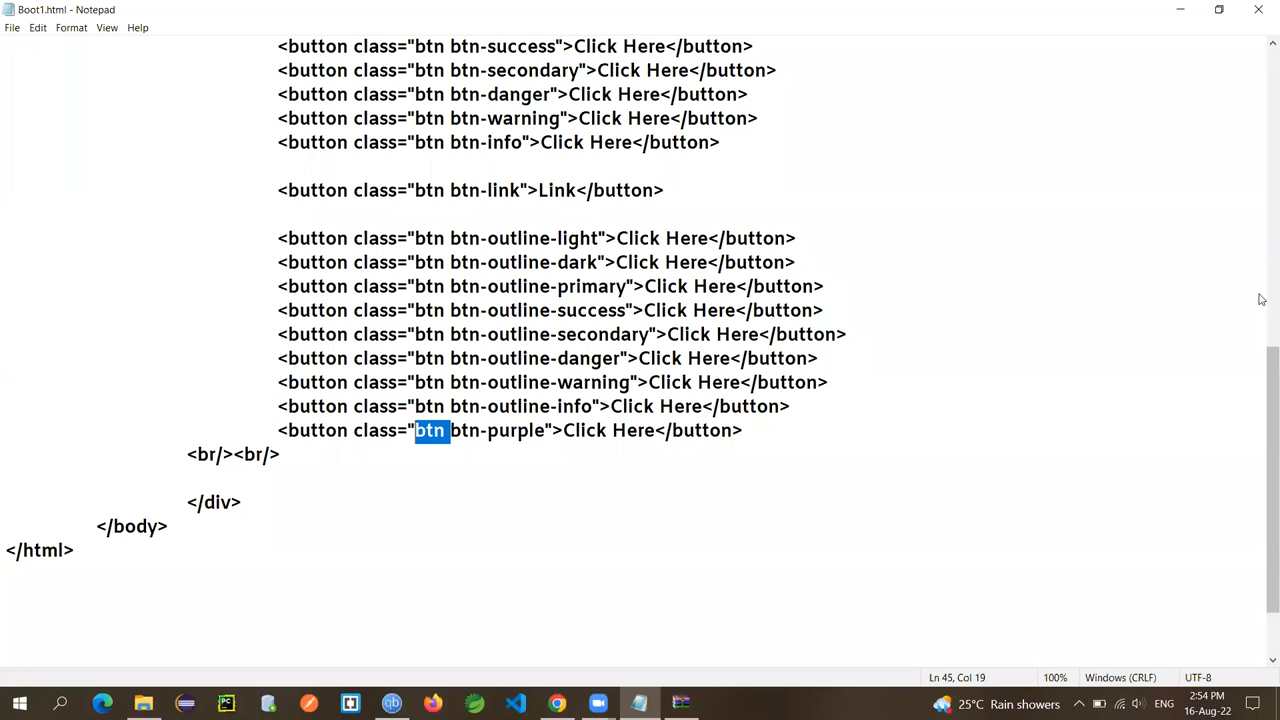 Boot1.html - Notepad
File Edit Format View Help
<button class="btn btn-success">Click Here</button>
<button class="btn btn-secondary">Click Here</button>
<button class="btn btn-danger">Click Here</button>
<button class="btn btn-warning">Click Here</button>
<button class="btn btn-info">Click Here</button>
<button class="btn btn-link">Link</button>
<button class="btn btn-outline-light">Click Here</button>
<button class="btn btn-outline-dark">Click Here</button>
<button class="btn btn-outline-primary">Click Here</button>
<button class="btn btn-outline-success">Click Here</button>
<button class="btn btn-outline-secondary">Click Here</button>
<button class="btn btn-outline-danger">Click Here</button>
<button class="btn btn-outline-warning">Click Here</button>
<button class="btn btn-outline-info">Click Here</button>
<button class="btn btn-purple">Click Here</button>
<br/><br/>
</div>
</body>
</html>
Ln 45, Col 19 100% Windows (CRLF) UTF-8
PC qb 25°C Rain showers ENG 2:54 PM
16-Aug-22